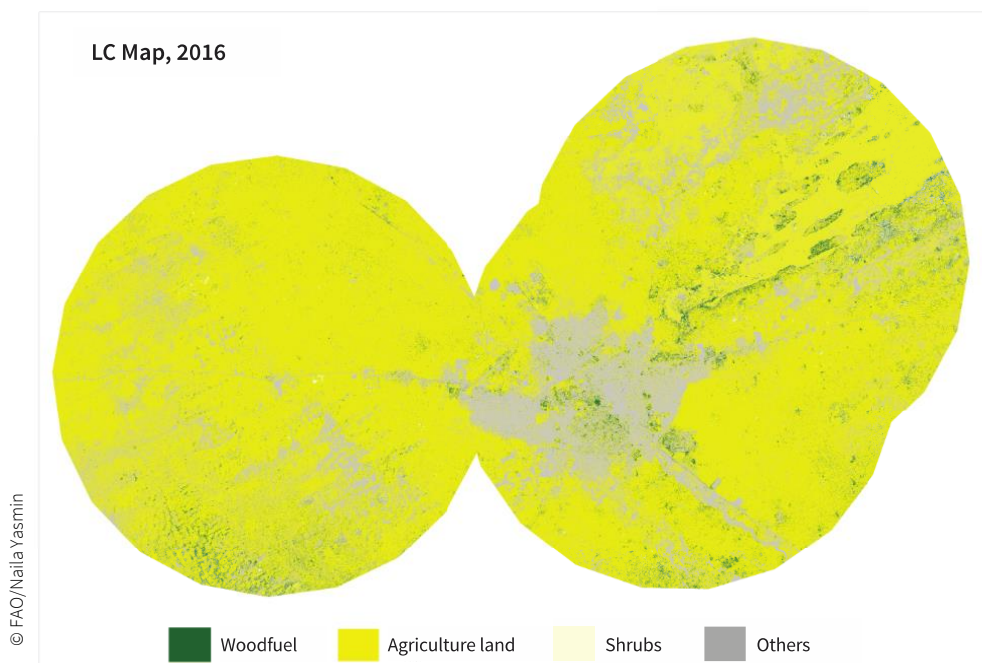 LC Map, 2016
© FAO/Naila Yasmin
Woodfuel
Agriculture land
Shrubs
Others